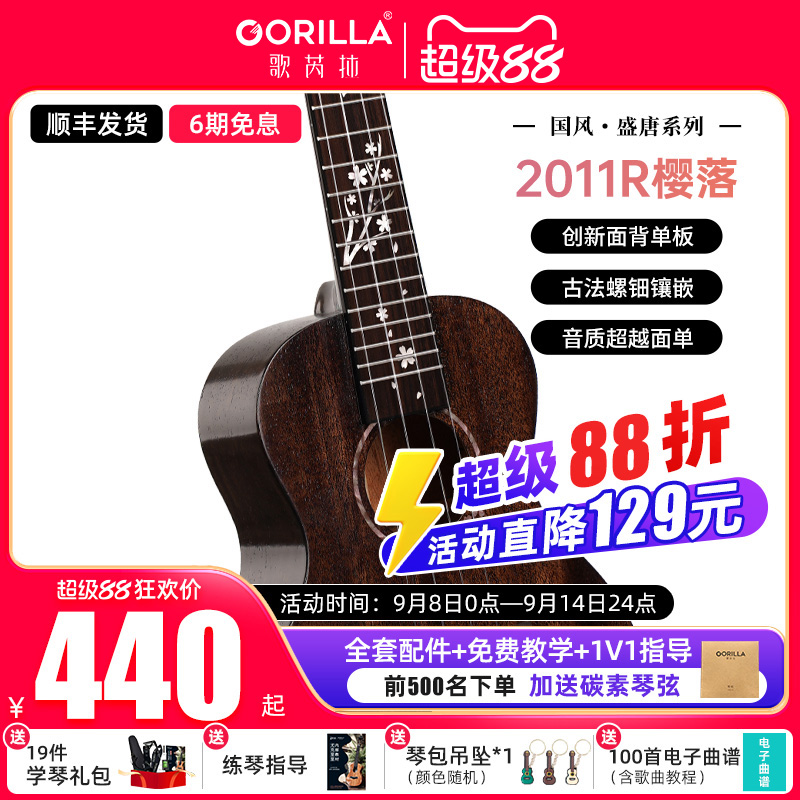 GORILLA®
歌芮拉
超级88
顺丰发货
6期免息
国风·盛唐系列
2011R樱落
创新面背单板
古法螺钿镶嵌
音质超越面单
超级88折
活动直降129元
超级88狂欢价
¥440起
活动时间：9月8日0点—9月14日24点
全套配件+免费教学+1V1指导
前500名下单 加送碳素琴弦
GORILLA
送
19件
学琴礼包
送
练琴指导
送
琴包吊坠*1
（颜色随机）
送
100首电子曲谱
（含歌曲教程）
电子曲谱